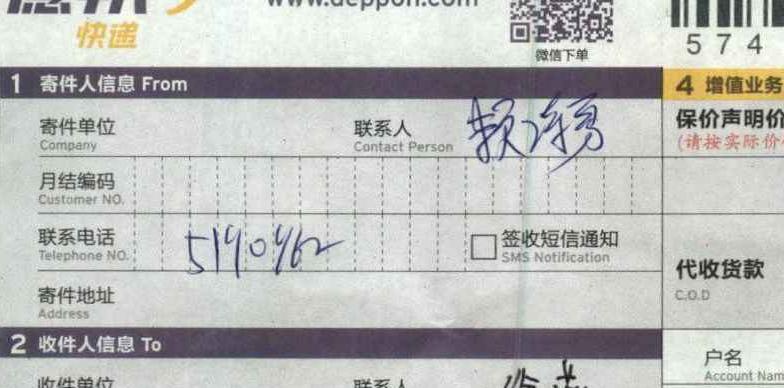 www.deppon.com
快递
微信下单
574
1 寄件人信息 From
4 增值业务
寄件单位
Company
联系人
Contact Person
保价声明价
(请按实际价
月结编码
Customer NO.
联系电话
Telephone NO.
签收短信通知
SMS Notification
代收货款
C.O.D
寄件地址
Address
2 收件人信息 To
户名
Account Nam
收件单位
联系人